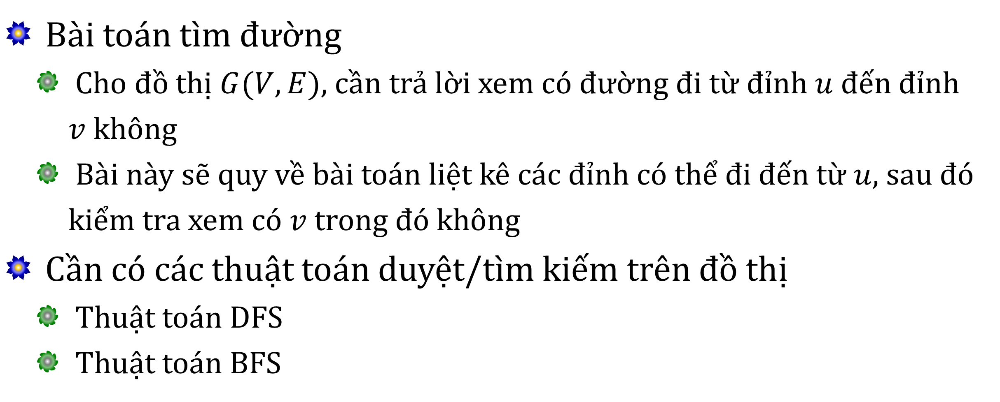 Bài toán tìm đường
Cho đồ thị G(V, E), cần trả lời xem có đường đi từ đỉnh u đến đỉnh
v không
Bài này sẽ quy về bài toán liệt kê các đỉnh có thể đi đến từ u, sau đó
kiểm tra xem có v trong đó không
Cần có các thuật toán duyệt/tìm kiếm trên đồ thị
Thuật toán DFS
Thuật toán BFS